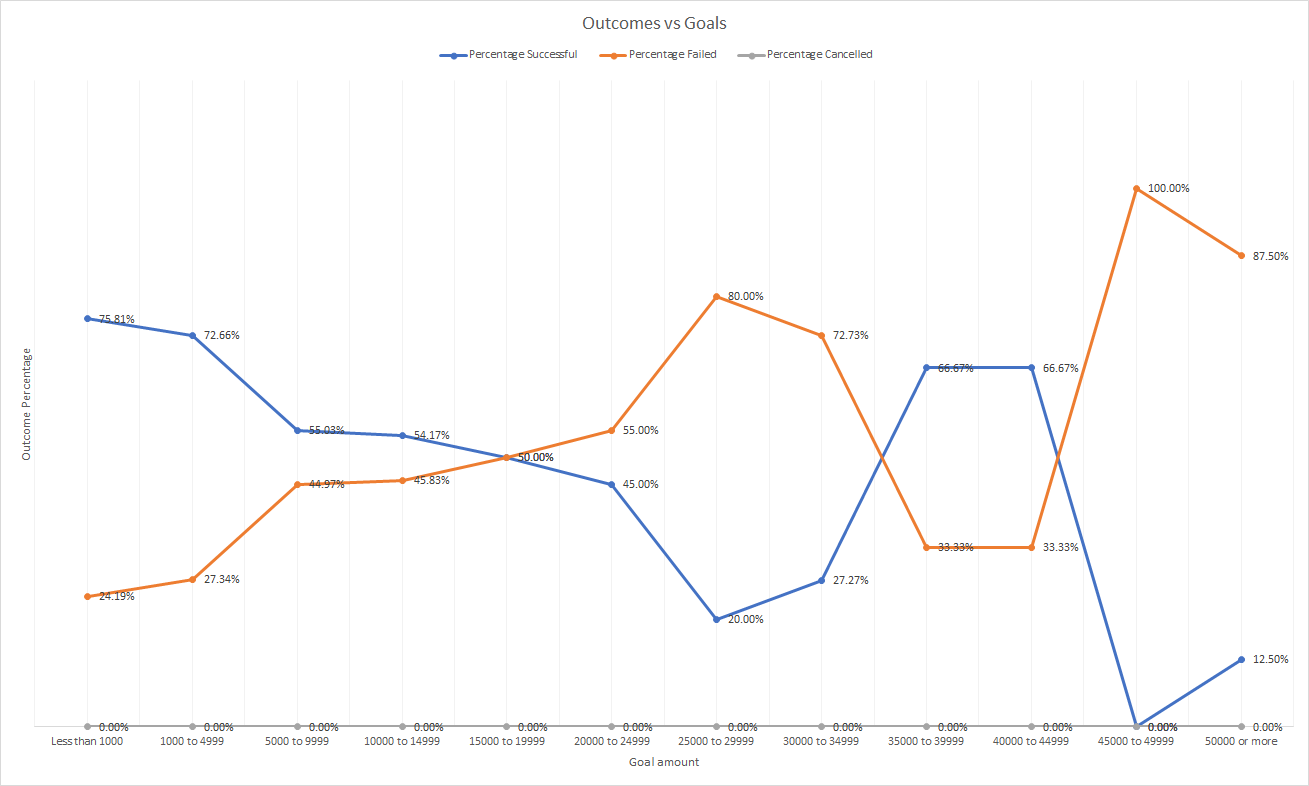 Outcomes vs Goals
Percentage Successful Percentage Failed Percentage Cancelled
100.00%
87.50%
80.00%
75.81%
72.66% 72.73%
66.67% 66.67%
Outcome Percentage
55.03% 54.17% 55.00%
50.00%
44.97% 45.83% 45.00%
33.33% 33.33%
24.19% 27.34% 27.27%
20.00%
12.50%
0.00% 0.00% 0.00% 0.00% 0.00% 0.00% 0.00% 0.00% 0.00% 0.00% 0.00% 0.00%
Less than 1000 1000 to 4999 5000 to 9999 10000 to 14999 15000 to 19999 20000 to 24999 25000 to 29999 30000 to 34999 35000 to 39999 40000 to 44999 45000 to 49999 50000 or more
Goal amount